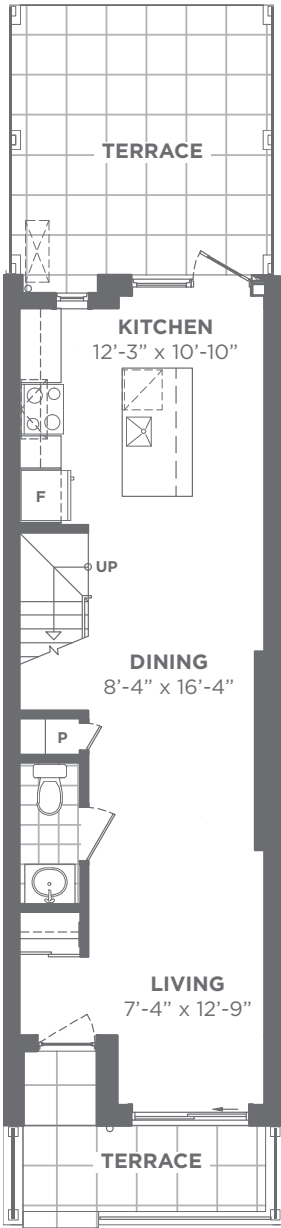 TERRACE
KITCHEN
12’-3” x 10’-10”
F
UP
DINING
8’-4” x 16’-4”
P
LIVING
7’-4” x 12’-9”
TERRACE